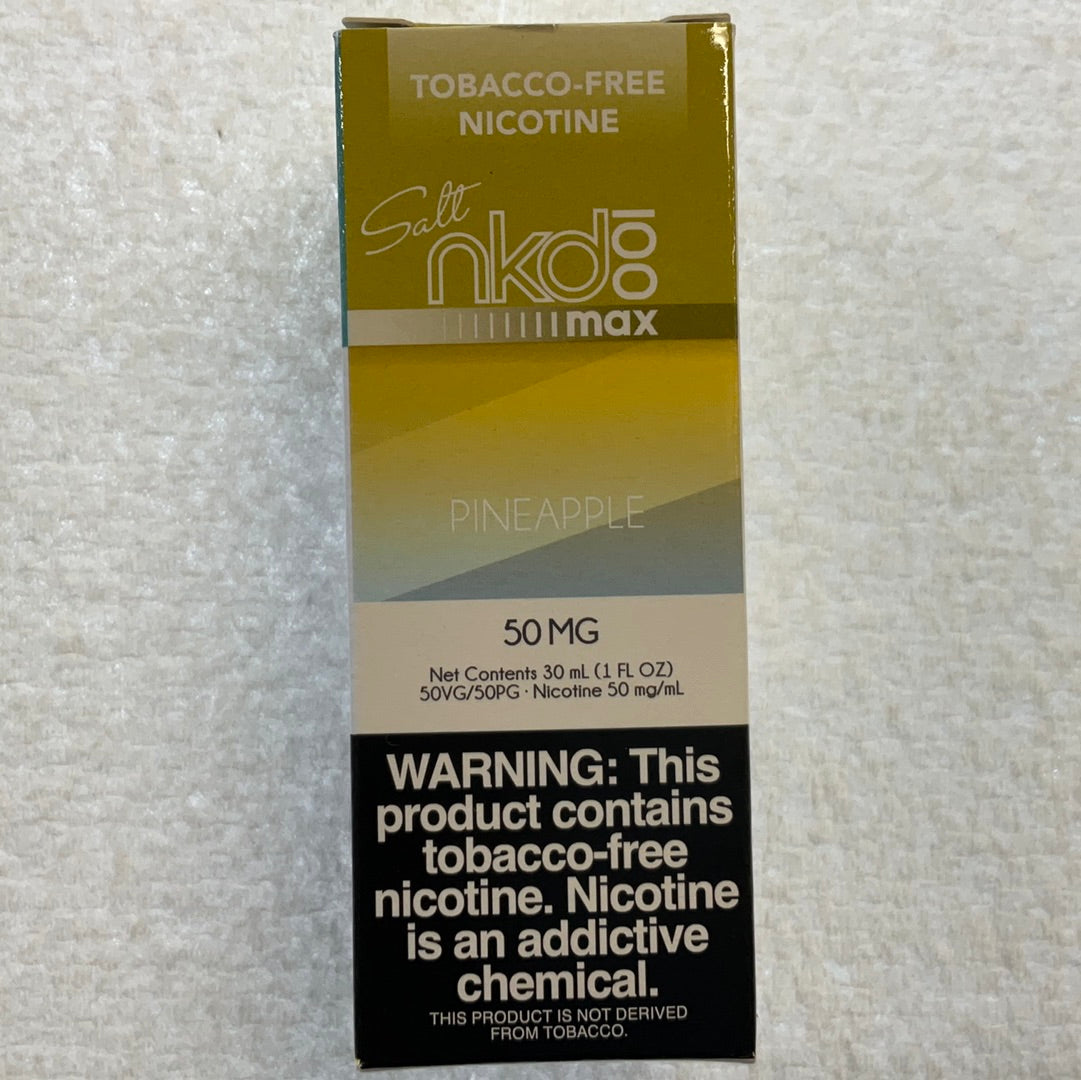 TOBACCO-FREE
NICOTINE
Salt
nkd 100
max
PINEAPPLE
50 MG
Net Contents 30 mL (1 FL OZ)
50VG/50PG · Nicotine 50 mg/mL
WARNING: This
product contains
tobacco-free
nicotine. Nicotine
is an addictive
chemical.
THIS PRODUCT IS NOT DERIVED
FROM TOBACCO.